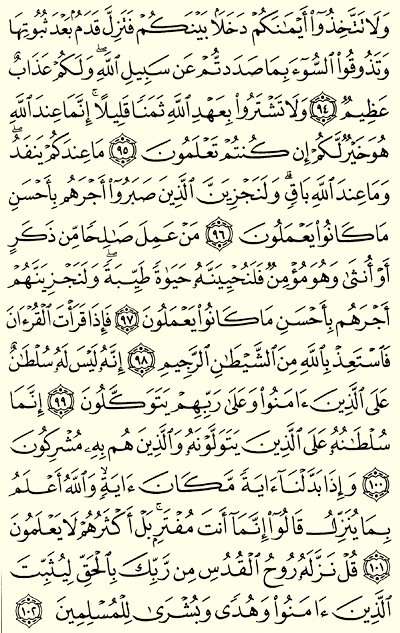 وَلَا تَتَّخِذُوٓا۟ أَيْمَـٰنَكُمْ دَخَلًۢا بَيْنَكُمْ فَتَزِلَّ قَدَمٌۢ بَعْدَ ثُبُوتِهَا
وَتَذُوقُوا۟ ٱلسُّوٓءَ بِمَا صَدَدتُّمْ عَن سَبِيلِ ٱللَّهِ ۖ وَلَكُمْ عَذَابٌ
عَظِيمٌ ۝٩٤ وَلَا تَشْتَرُوا۟ بِعَهْدِ ٱللَّهِ ثَمَنًا قَلِيلًا ۚ إِنَّمَا عِندَ ٱللَّهِ
هُوَ خَيْرٌ لَّكُمْ إِن كُنتُمْ تَعْلَمُونَ ۝٩٥ مَا عِندَكُمْ يَنفَدُ ۖ
وَمَا عِندَ ٱللَّهِ بَاقٍ ۗ وَلَنَجْزِيَنَّ ٱلَّذِينَ صَبَرُوٓا۟ أَجْرَهُم بِأَحْسَنِ
مَا كَانُوا۟ يَعْمَلُونَ ۝٩٦ مَنْ عَمِلَ صَـٰلِحًا مِّن ذَكَرٍ
أَوْ أُنثَىٰ وَهُوَ مُؤْمِنٌ فَلَنُحْيِيَنَّهُۥ حَيَوٰةً طَيِّبَةً ۖ وَلَنَجْزِيَنَّهُمْ
أَجْرَهُم بِأَحْسَنِ مَا كَانُوا۟ يَعْمَلُونَ ۝٩٧ فَإِذَا قَرَأْتَ ٱلْقُرْءَانَ
فَٱسْتَعِذْ بِٱللَّهِ مِنَ ٱلشَّيْطَـٰنِ ٱلرَّجِيمِ ۝٩٨ إِنَّهُۥ لَيْسَ لَهُۥ سُلْطَـٰنٌ
عَلَى ٱلَّذِينَ ءَامَنُوا۟ وَعَلَىٰ رَبِّهِمْ يَتَوَكَّلُونَ ۝٩٩ إِنَّمَا
سُلْطَـٰنُهُۥ عَلَى ٱلَّذِينَ يَتَوَلَّوْنَهُۥ وَٱلَّذِينَ هُم بِهِۦ مُشْرِكُونَ
۝١٠٠ وَإِذَا بَدَّلْنَآ ءَايَةً مَّكَانَ ءَايَةٍ ۙ وَٱللَّهُ أَعْلَمُ
بِمَا يُنَزِّلُ قَالُوٓا۟ إِنَّمَآ أَنتَ مُفْتَرٍۭ ۚ بَلْ أَكْثَرُهُمْ لَا يَعْلَمُونَ
۝١٠١ قُلْ نَزَّلَهُۥ رُوحُ ٱلْقُدُسِ مِن رَّبِّكَ بِٱلْحَقِّ لِيُثَبِّتَ
ٱلَّذِينَ ءَامَنُوا۟ وَهُدًى وَبُشْرَىٰ لِلْمُسْلِمِينَ ۝١٠٢